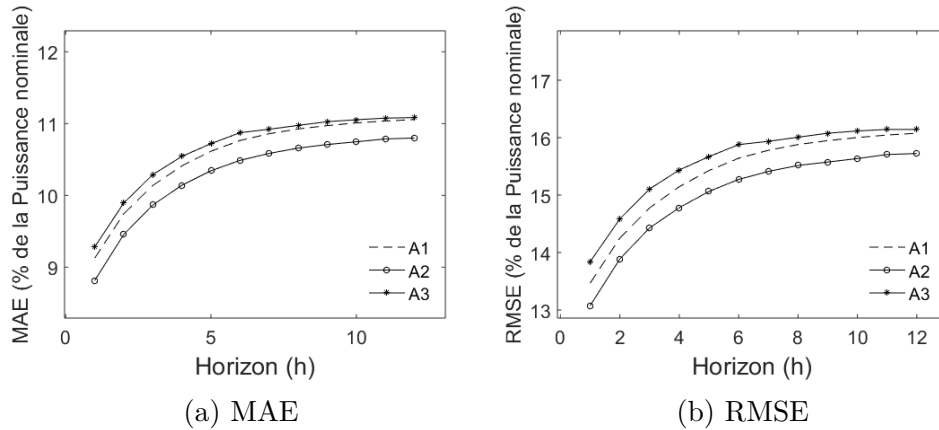 MAE (% de la Puissance nominale)
12
11
10
9
0
5
10
Horizon (h)
A1
A2
A3
(a) MAE
RMSE (% de la Puissance nominale)
17
16
15
14
13
0
2
4
6
8
10
12
Horizon (h)
A1
A2
A3
(b) RMSE